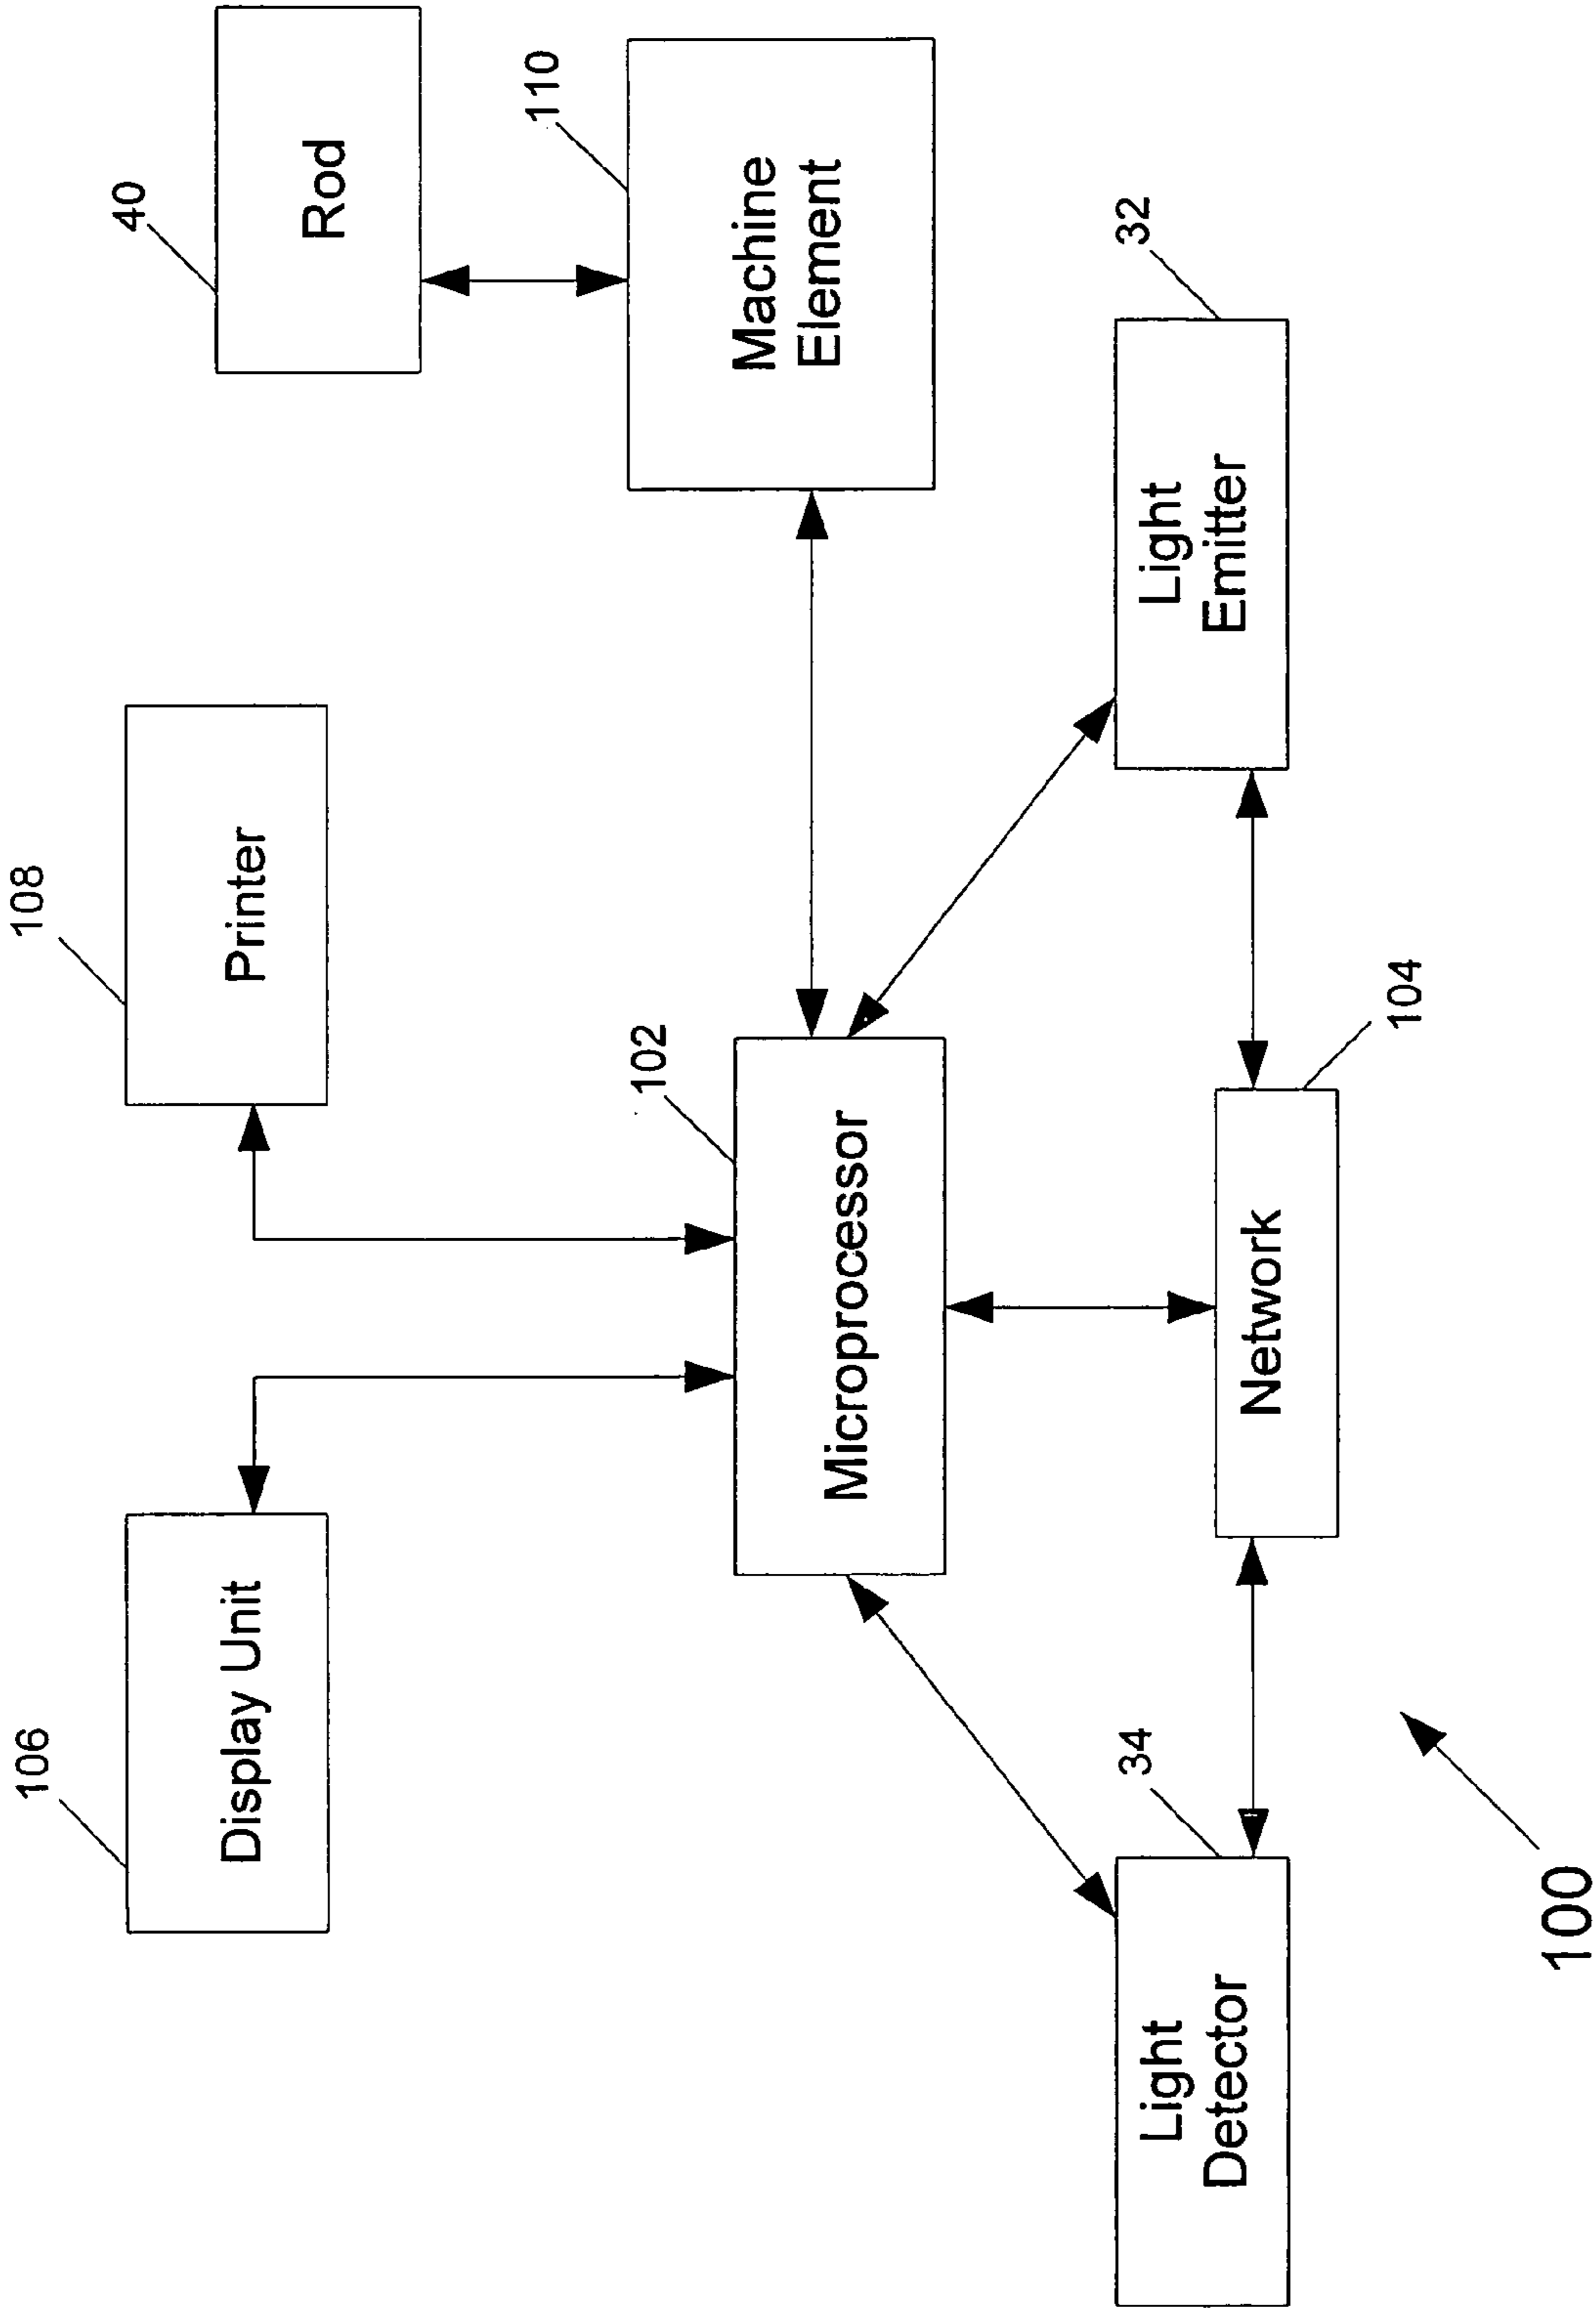 106
Display Unit
108
Printer
40
Rod
102
Microprocessor
110
Machine
Element
34
Light
Detector
Network
104
32
Light
Emitter
100